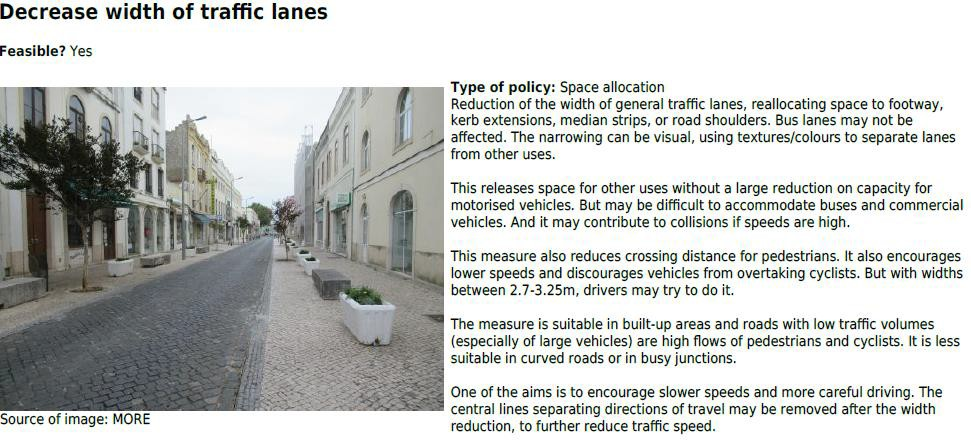 Decrease width of traffic lanes
Feasible? Yes
Type of policy: Space allocation
Reduction of the width of general traffic lanes, reallocating space to footway,
kerb extensions, median strips, or road shoulders. Bus lanes may not be
affected. The narrowing can be visual, using textures/colours to separate lanes
from other uses.
This releases space for other uses without a large reduction on capacity for
motorised vehicles. But may be difficult to accommodate buses and commercial
vehicles. And it may contribute to collisions if speeds are high.
This measure also reduces crossing distance for pedestrians. It also encourages
lower speeds and discourages vehicles from overtaking cyclists. But with widths
between 2.7-3.25m, drivers may try to do it.
The measure is suitable in built-up areas and roads with low traffic volumes
(especially of large vehicles) are high flows of pedestrians and cyclists. It is less
suitable in curved roads or in busy junctions.
One of the aims is to encourage slower speeds and more careful driving. The
central lines separating directions of travel may be removed after the width
reduction, to further reduce traffic speed.
Source of image: MORE